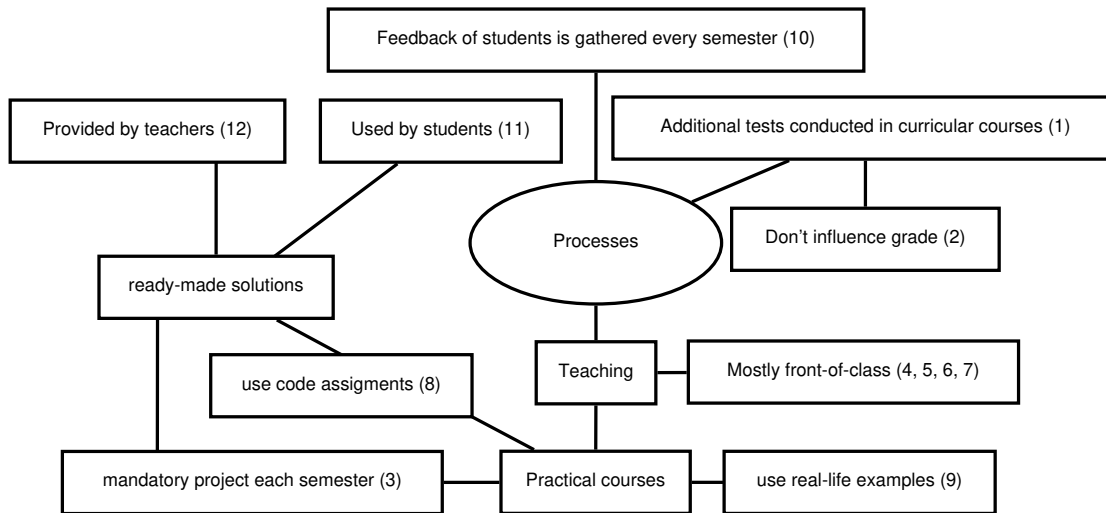 Feedback of students is gathered every semester (10)
Provided by teachers (12)
Used by students (11)
Additional tests conducted in curricular courses (1)
Processes
Don't influence grade (2)
ready-made solutions
Teaching
Mostly front-of-class (4, 5, 6, 7)
use code assigments (8)
mandatory project each semester (3)
Practical courses
use real-life examples (9)